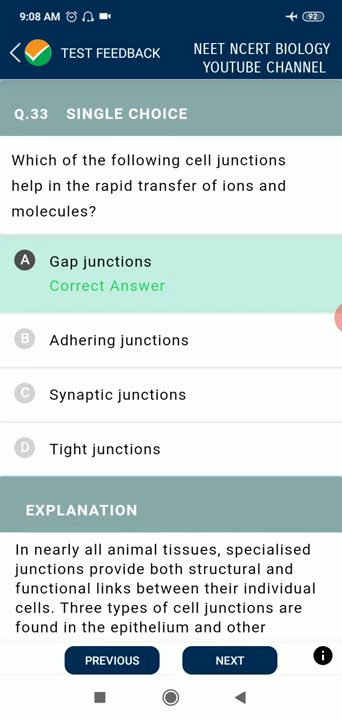 9:08 AM
92
TEST FEEDBACK
NEET NCERT BIOLOGY
YOUTUBE CHANNEL
Q.33 SINGLE CHOICE
Which of the following cell junctions
help in the rapid transfer of ions and
molecules?
A Gap junctions
Correct Answer
B Adhering junctions
C Synaptic junctions
D Tight junctions
EXPLANATION
In nearly all animal tissues, specialised
junctions provide both structural and
functional links between their individual
cells. Three types of cell junctions are
found in the epithelium and other
PREVIOUS
NEXT